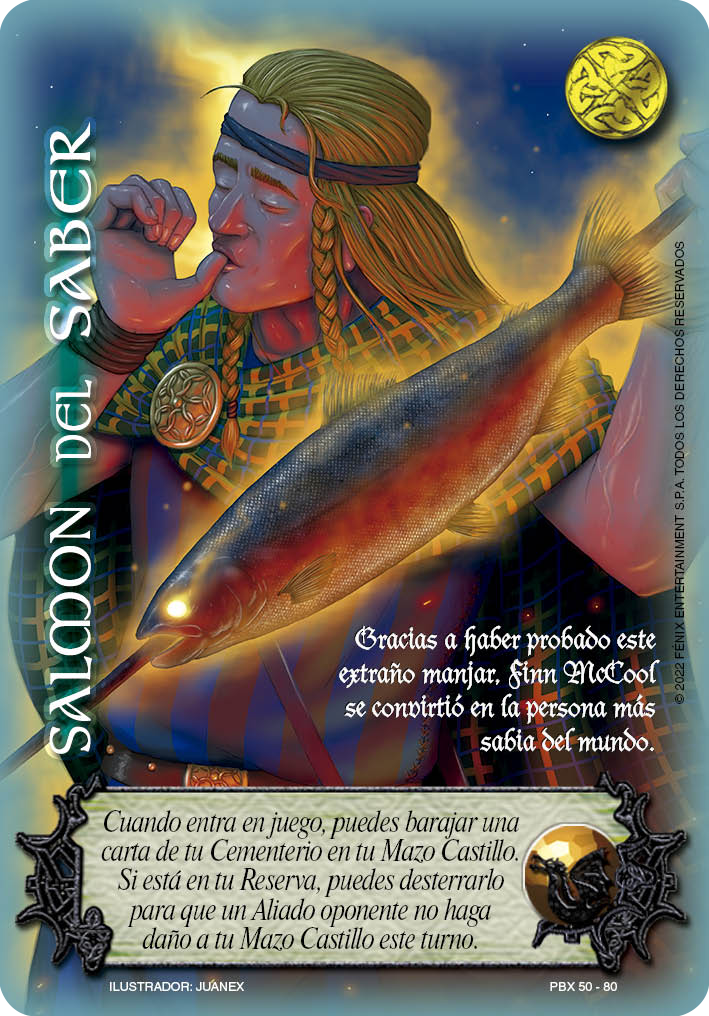 SALMON DEL SABER
© 2022 FÉNIX ENTERTAINMENT S.P.A. TODOS LOS DERECHOS RESERVADOS
Gracias a haber probado este
extraño manjar, Finn McCool
se convirtió en la persona más
sabia del mundo.
Cuando entra en juego, puedes barajar una
carta de tu Cementerio en tu Mazo Castillo.
Si está en tu Reserva, puedes desterrarlo
para que un Aliado oponente no haga
daño a tu Mazo Castillo este turno.
ILUSTRADOR: JUANEX
PBX 50 - 80